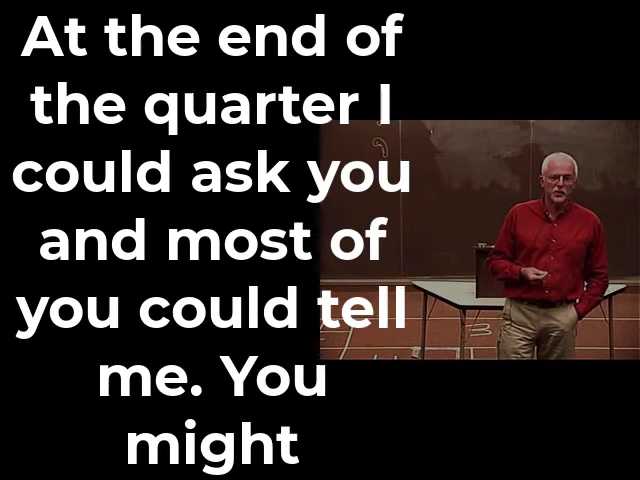 At the end of
the quarter I
could ask you
and most of
you could tell
me. You
might